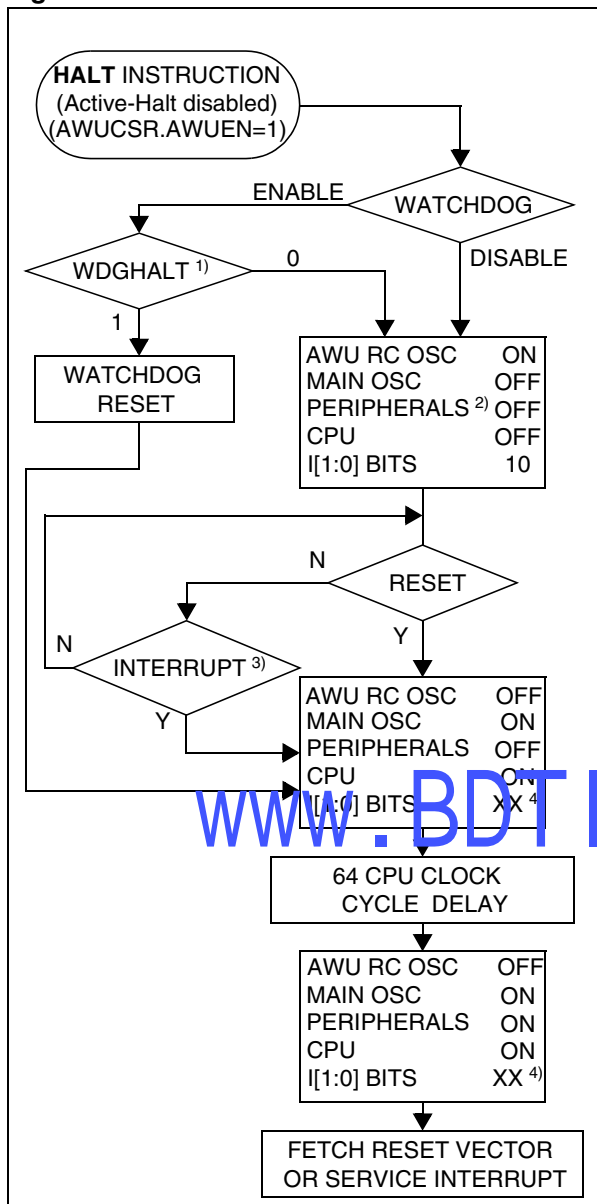 HALT INSTRUCTION
(Active-Halt disabled)
(AWUCSR.AWUEN=1)
WATCHDOG
ENABLE
DISABLE
WDGHALT 1)
0
1
WATCHDOG
RESET
AWU RC OSC ON
MAIN OSC OFF
PERIPHERALS 2) OFF
CPU OFF
I[1:0] BITS 10
RESET
N
Y
INTERRUPT 3)
N
Y
AWU RC OSC OFF
MAIN OSC ON
PERIPHERALS OFF
CPU ON
I[1:0] BITS XX 4)
www.BDTI
64 CPU CLOCK
CYCLE DELAY
AWU RC OSC OFF
MAIN OSC ON
PERIPHERALS ON
CPU ON
I[1:0] BITS XX 4)
FETCH RESET VECTOR
OR SERVICE INTERRUPT